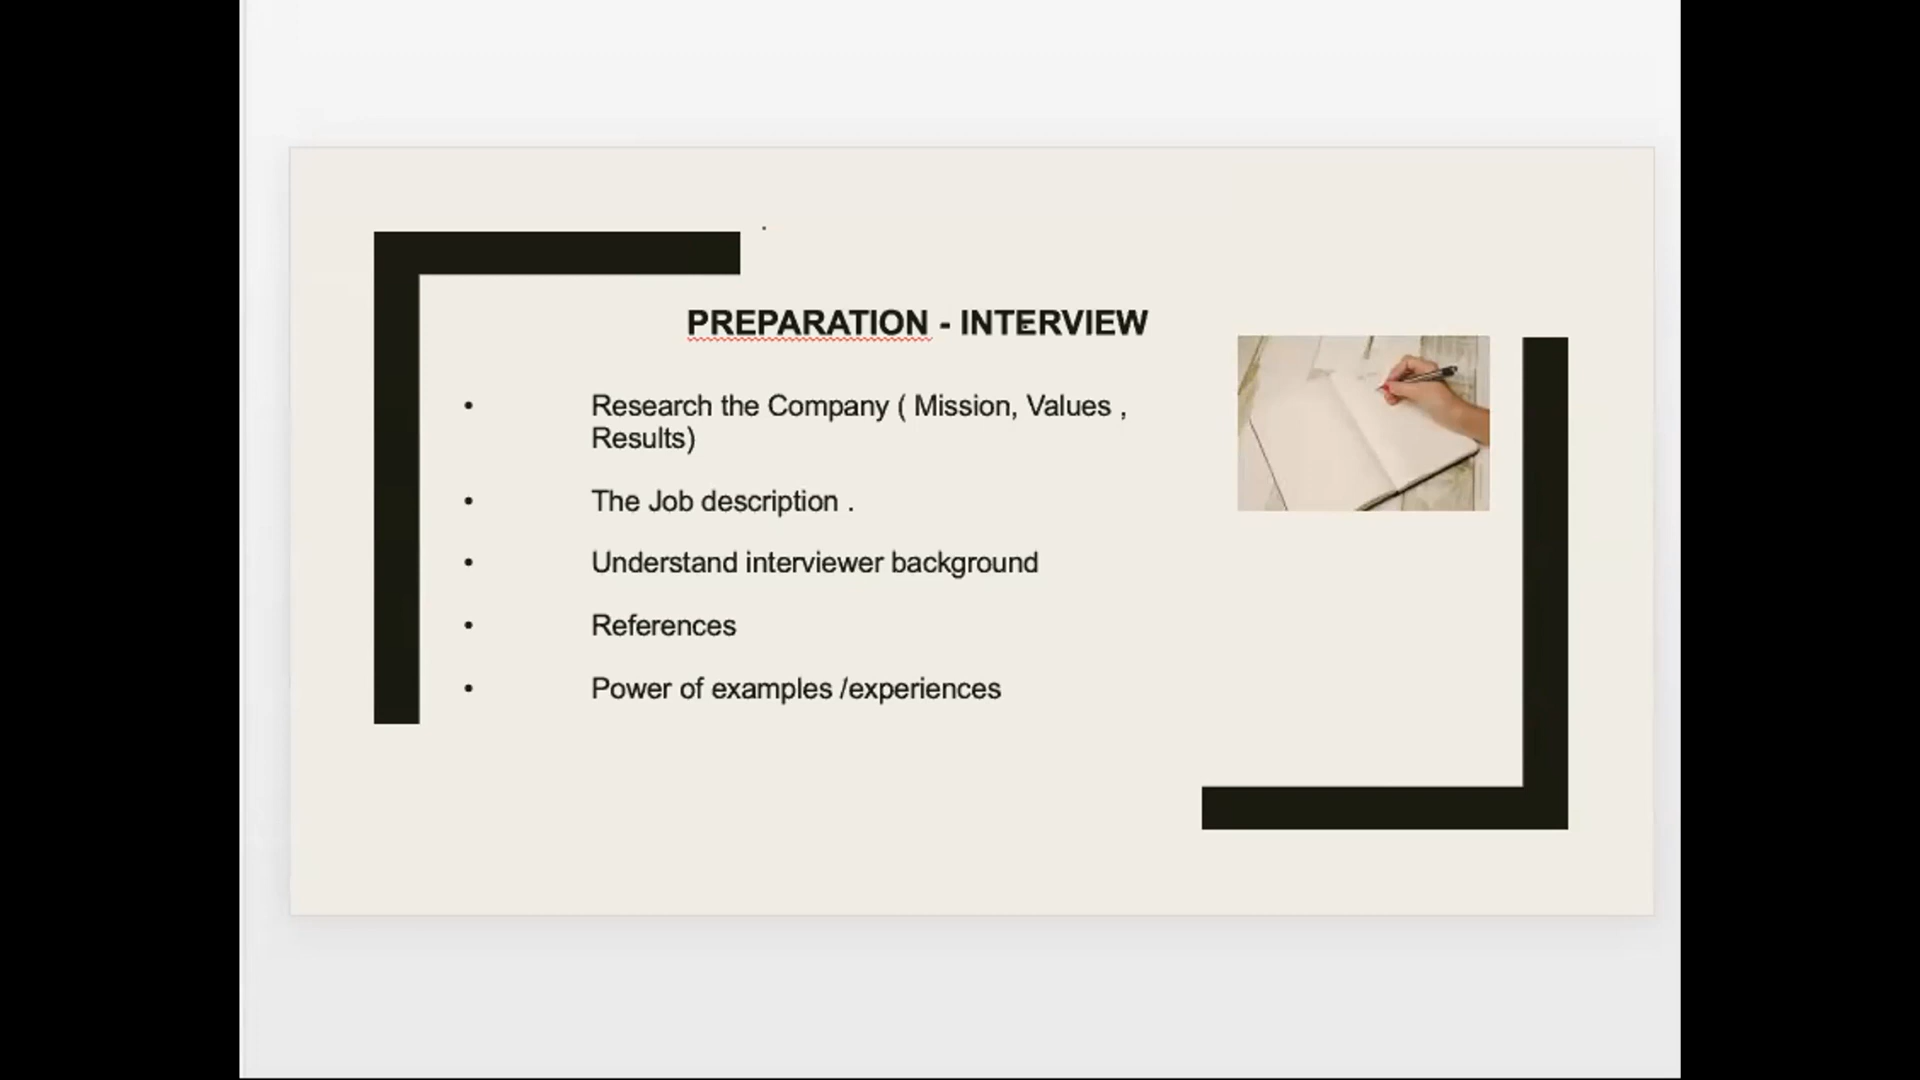 PREPARATION - INTERVIEW
• Research the Company ( Mission, Values ,
Results)
• The Job description .
• Understand interviewer background
• References
• Power of examples /experiences